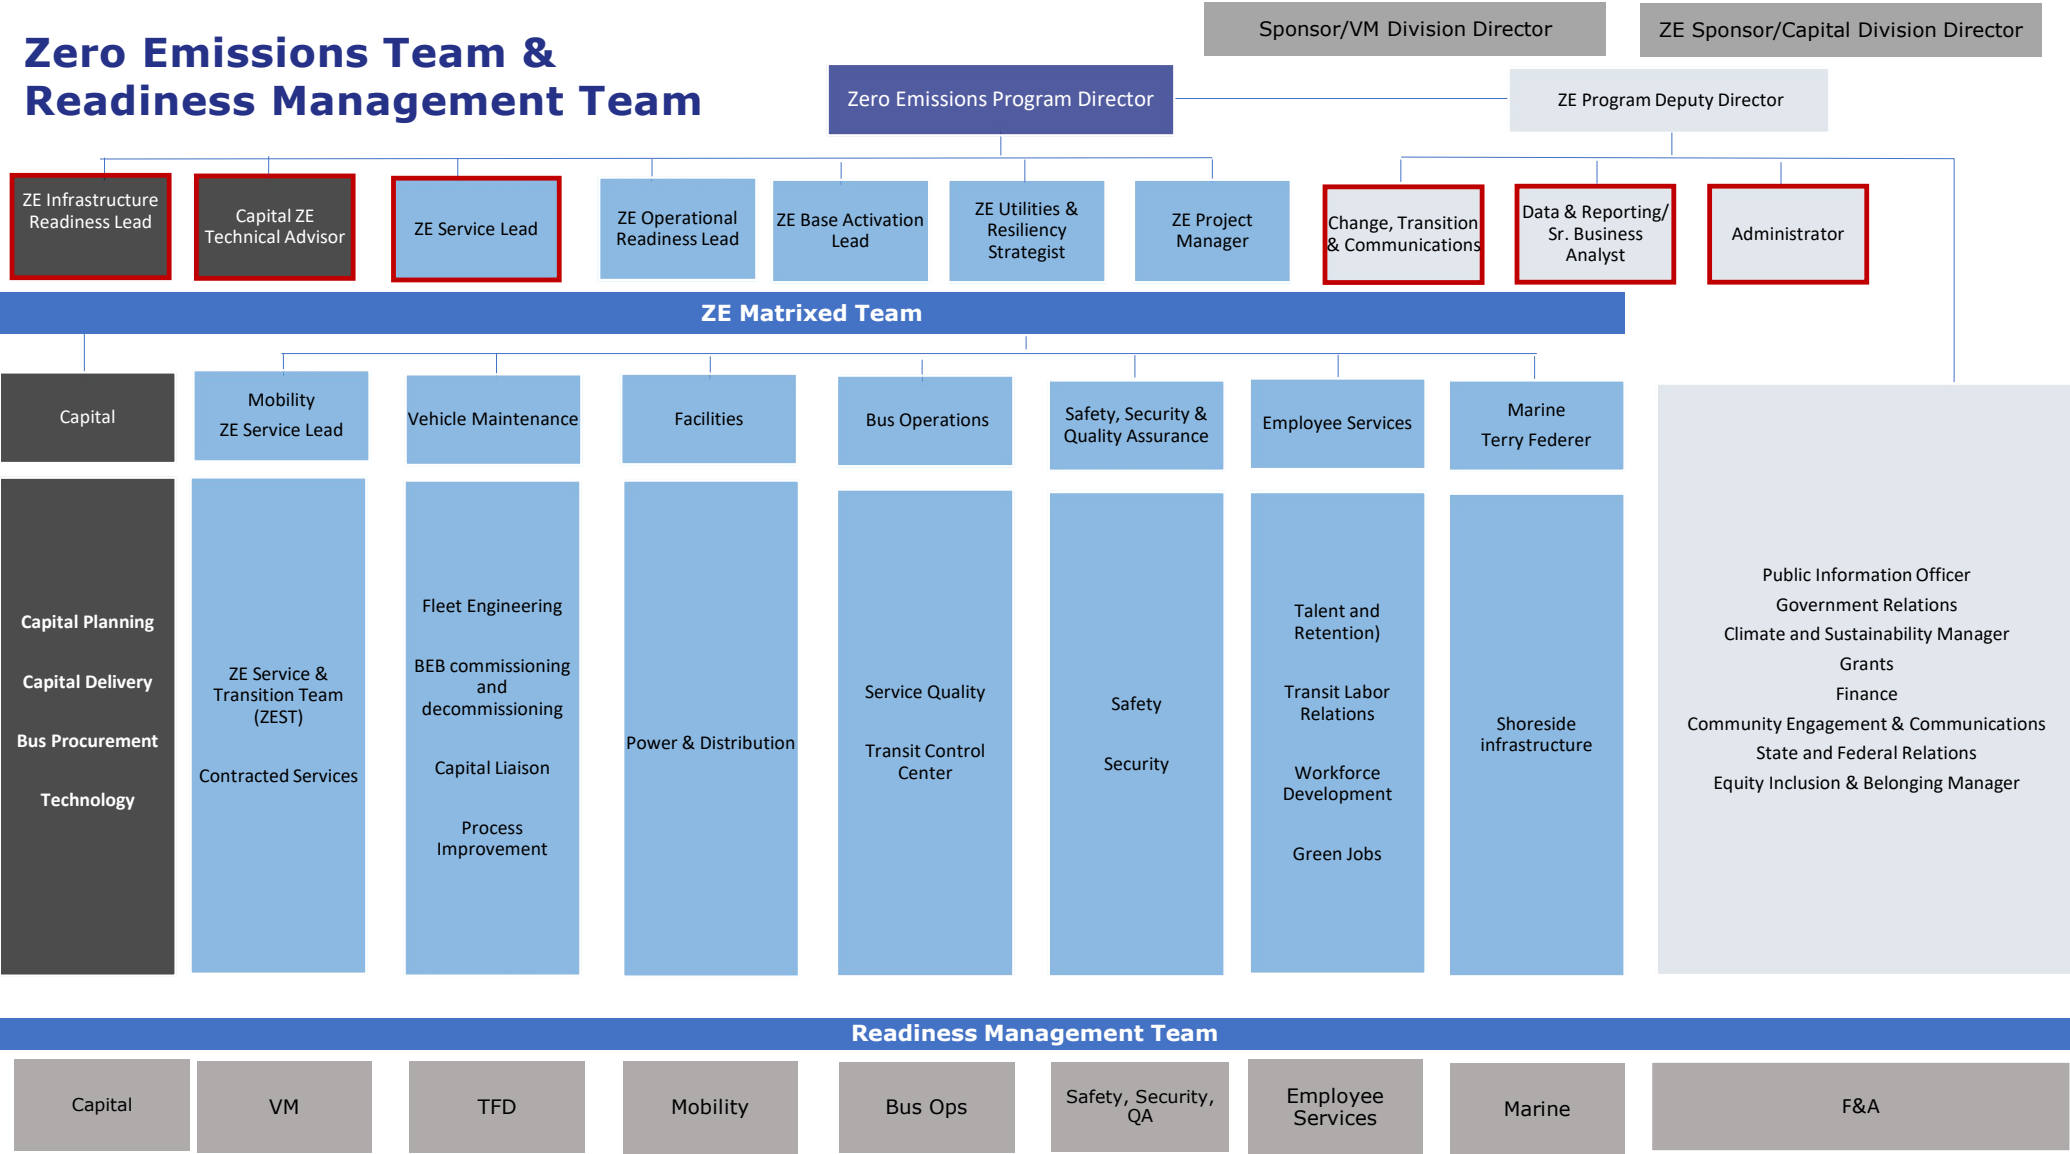 Sponsor/VM Division Director
ZE Sponsor/Capital Division Director
Zero Emissions Team &
Readiness Management Team
Zero Emissions Program Director
ZE Program Deputy Director
ZE Infrastructure
Readiness Lead
Capital ZE
Technical Advisor
ZE Service Lead
ZE Operational
Readiness Lead
ZE Base Activation
Lead
ZE Utilities &
Resiliency
Strategist
ZE Project
Manager
Change, Transition
& Communications
Data & Reporting/
Sr. Business
Analyst
Administrator
ZE Matrixed Team
Capital
Mobility
ZE Service Lead
Vehicle Maintenance
Facilities
Bus Operations
Safety, Security &
Quality Assurance
Employee Services
Marine
Terry Federer
Capital Planning
Capital Delivery
Bus Procurement
Technology
ZE Service &
Transition Team
(ZEST)
Contracted Services
Fleet Engineering
BEB commissioning
and
decommissioning
Capital Liaison
Process
Improvement
Power & Distribution
Service Quality
Transit Control
Center
Safety
Security
Talent and
Retention)
Transit Labor
Relations
Workforce
Development
Green Jobs
Shoreside
infrastructure
Public Information Officer
Government Relations
Climate and Sustainability Manager
Grants
Finance
Community Engagement & Communications
State and Federal Relations
Equity Inclusion & Belonging Manager
Readiness Management Team
Capital
VM
TFD
Mobility
Bus Ops
Safety, Security,
QA
Employee
Services
Marine
F&A